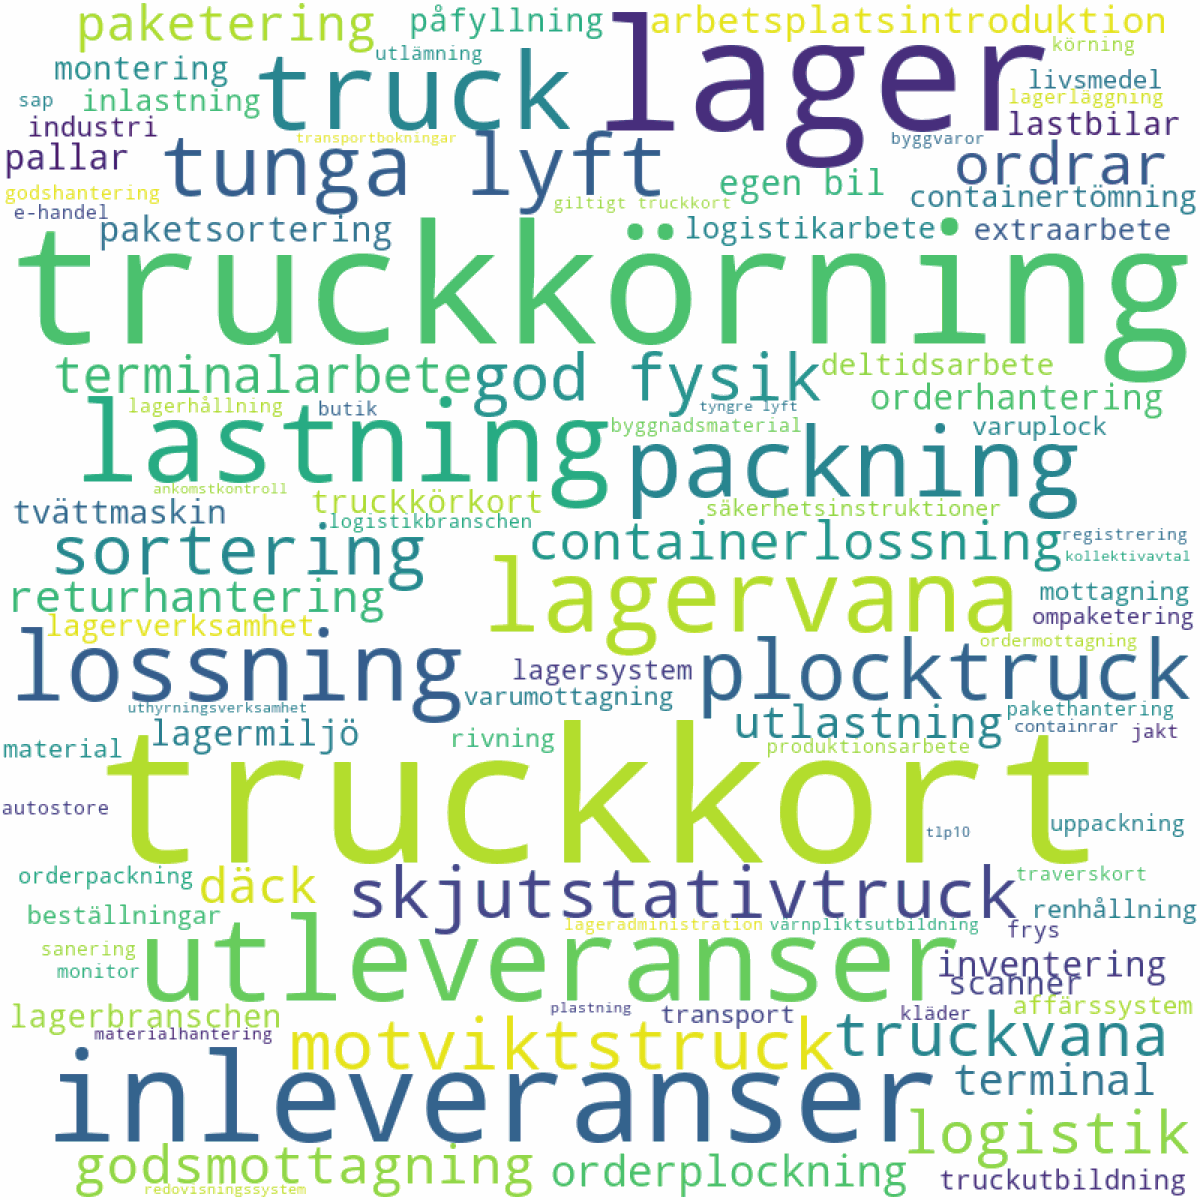 paketering
påfyllning
arbetsplatsintroduktion
utlämning
körning
montering
truck
lager
livsmedel
sap
inlastning
lagerläggning
industri
transportbokningar
byggvaror
lastbilar
pallar
tunga lyft
ordrar
godshantering
egen bil
containertömning
e-handel
giltigt truckkort
paketsortering
logistikarbete
extraarbete
truckkörning
terminalarbete
god fysik
deltidsarbete
orderhantering
lagerhållning
butik
tyngre lyft
lastning
byggnadsmaterial
varuplock
packning
ankomstkontroll
truckkörkort
säkerhetsinstruktioner
tvättmaskin
logistikbranschen
sortering
containerlossning
registrering
kollektivavtal
returhantering
lagervana
mottagning
ompaketering
lagerverksamhet
ordermottagning
lossning
lagersystem
plocktruck
varumottagning
uthyrningsverksamhet
pakethantering
lagermiljö
rivning
utlastning
containrar
jakt
material
produktionsarbete
truckkort
autostore
tlp10
uppackning
orderpackning
däck
skjutstativtruck
traverskort
beställningar
renhållning
utleveranser
lageradministration
värnpliktsutbildning
frys
sanering
monitor
inventering
scanner
lagerbranschen
plastning
transport
kläder
affärssystem
materialhantering
motviktstruck
truckvana
inleveranser
terminal
logistik
godsmottagning
orderplockning
truckutbildning
redovisningssystem